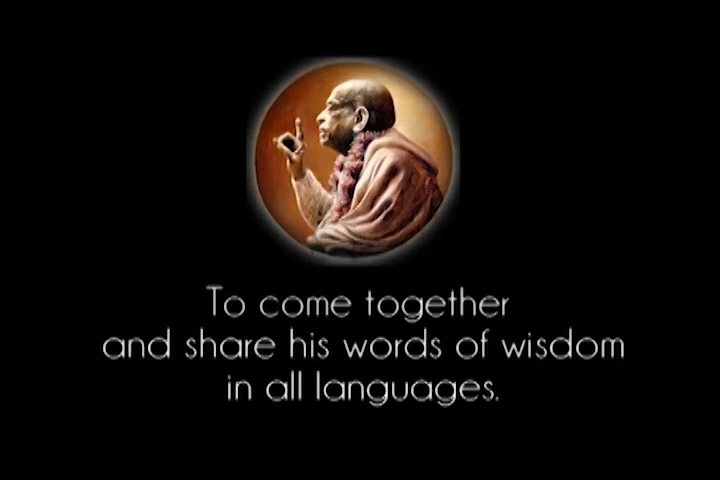 To come together
and share his words of wisdom
in all languages.